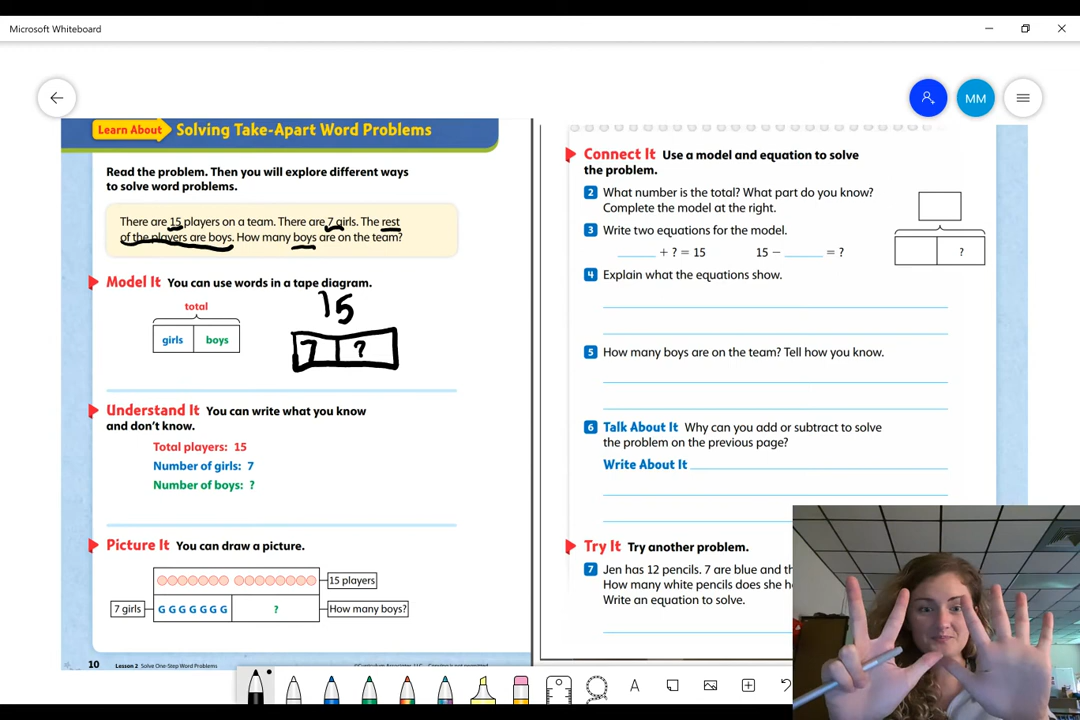 Microsoft Whiteboard
MM
Learn About Solving Take-Apart Word Problems
Read the problem. Then you will explore different ways
to solve word problems.
There are 15 players on a team. There are 7 girls. The rest
of the players are boys. How many boys are on the team?
Model It You can use words in a tape diagram.
total
girls boys
15
7 ?
Understand It You can write what you know
and don't know.
Total players: 15
Number of girls: 7
Number of boys: ?
Picture It You can draw a picture.
15 players
7 girls G G G G G G G ? How many boys?
10 Lesson 2 Solve One-Step Word Problems
Connect It Use a model and equation to solve
the problem.
2 What number is the total? What part do you know?
Complete the model at the right.
3 Write two equations for the model.
+ ? = 15 15 − = ?
?
4 Explain what the equations show.
5 How many boys are on the team? Tell how you know.
6 Talk About It Why can you add or subtract to solve
the problem on the previous page?
Write About It
Try It Try another problem.
7 Jen has 12 pencils. 7 are blue and th
How many white pencils does she h
Write an equation to solve.
A